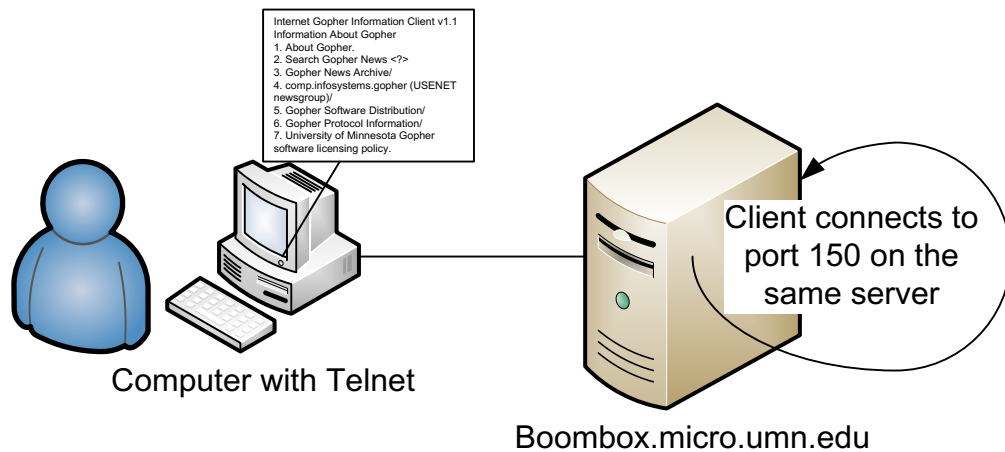 Internet Gopher Information Client v1.1
Information About Gopher
1. About Gopher.
2. Search Gopher News <?>
3. Gopher News Archive/
4. comp.infosystems.gopher (USENET
newsgroup)/
5. Gopher Software Distribution/
6. Gopher Protocol Information/
7. University of Minnesota Gopher
software licensing policy.
Client connects to
port 150 on the
same server
Computer with Telnet
Boombox.micro.umn.edu